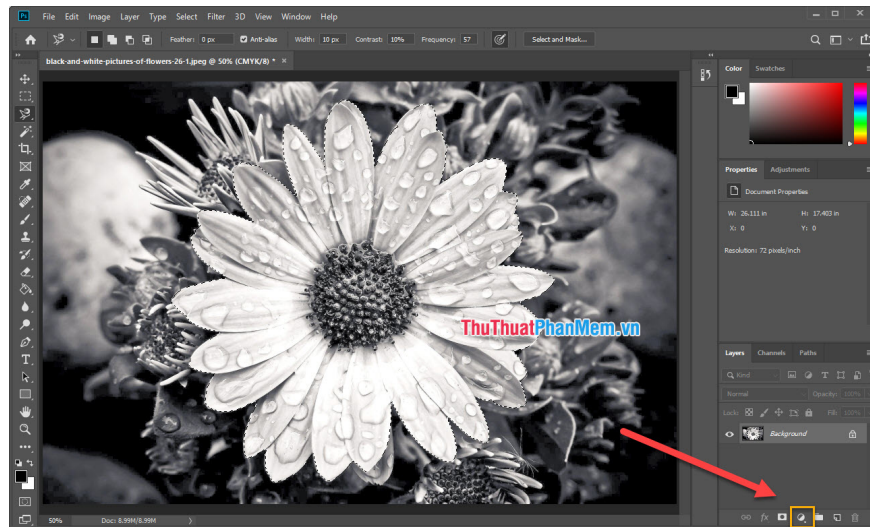 Ps File Edit Image Layer Type Select Filter 3D View Window Help
Feather: 0 px Anti-alias Width: 10 px Contrast: 10% Frequency: 57 Select and Mask...
black-and-white-pictures-of-flowers-26-1.jpeg @ 50% (CMYK/8) * ×
Color Swatches
Properties Adjustments
Document Properties
W: 26.111 in H: 17.403 in
X: 0 Y: 0
Resolution: 72 pixels/inch
ThuThuatPhanMem.vn
Layers Channels Paths
Kind
Normal Opacity: 100%
Lock: Fill: 100%
Background
fx
50% Doc: 8.99M/8.99M